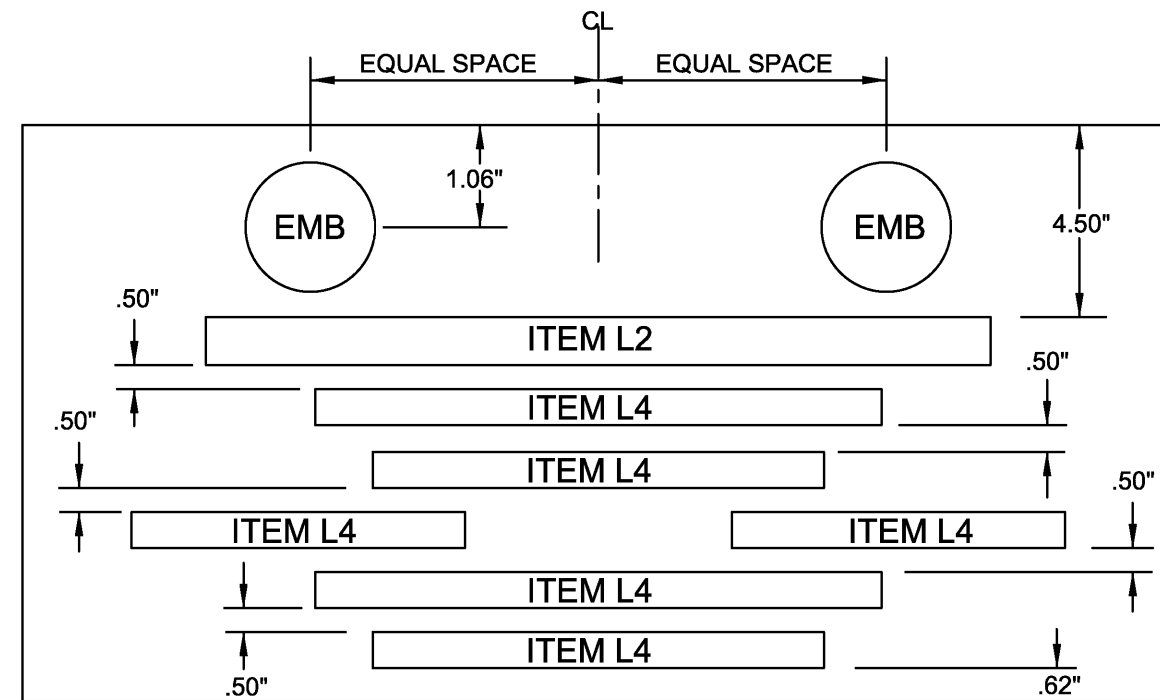 CL
EQUAL SPACE EQUAL SPACE
1.06"
EMB EMB
4.50"
.50"
ITEM L2
.50"
ITEM L4
.50"
ITEM L4
.50"
ITEM L4 ITEM L4
ITEM L4
ITEM L4
.50" .62"